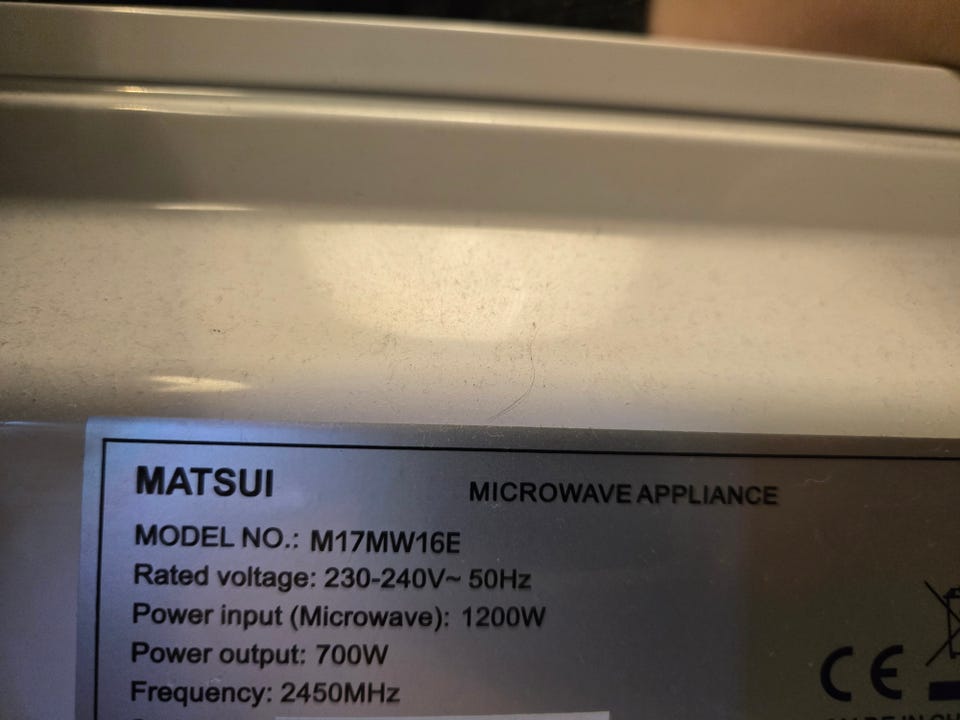 MATSUI
MICROWAVE APPLIANCE
MODEL NO.: M17MW16E
Rated voltage: 230-240V~ 50Hz
Power input (Microwave): 1200W
Power output: 700W
Frequency: 2450MHz
CE